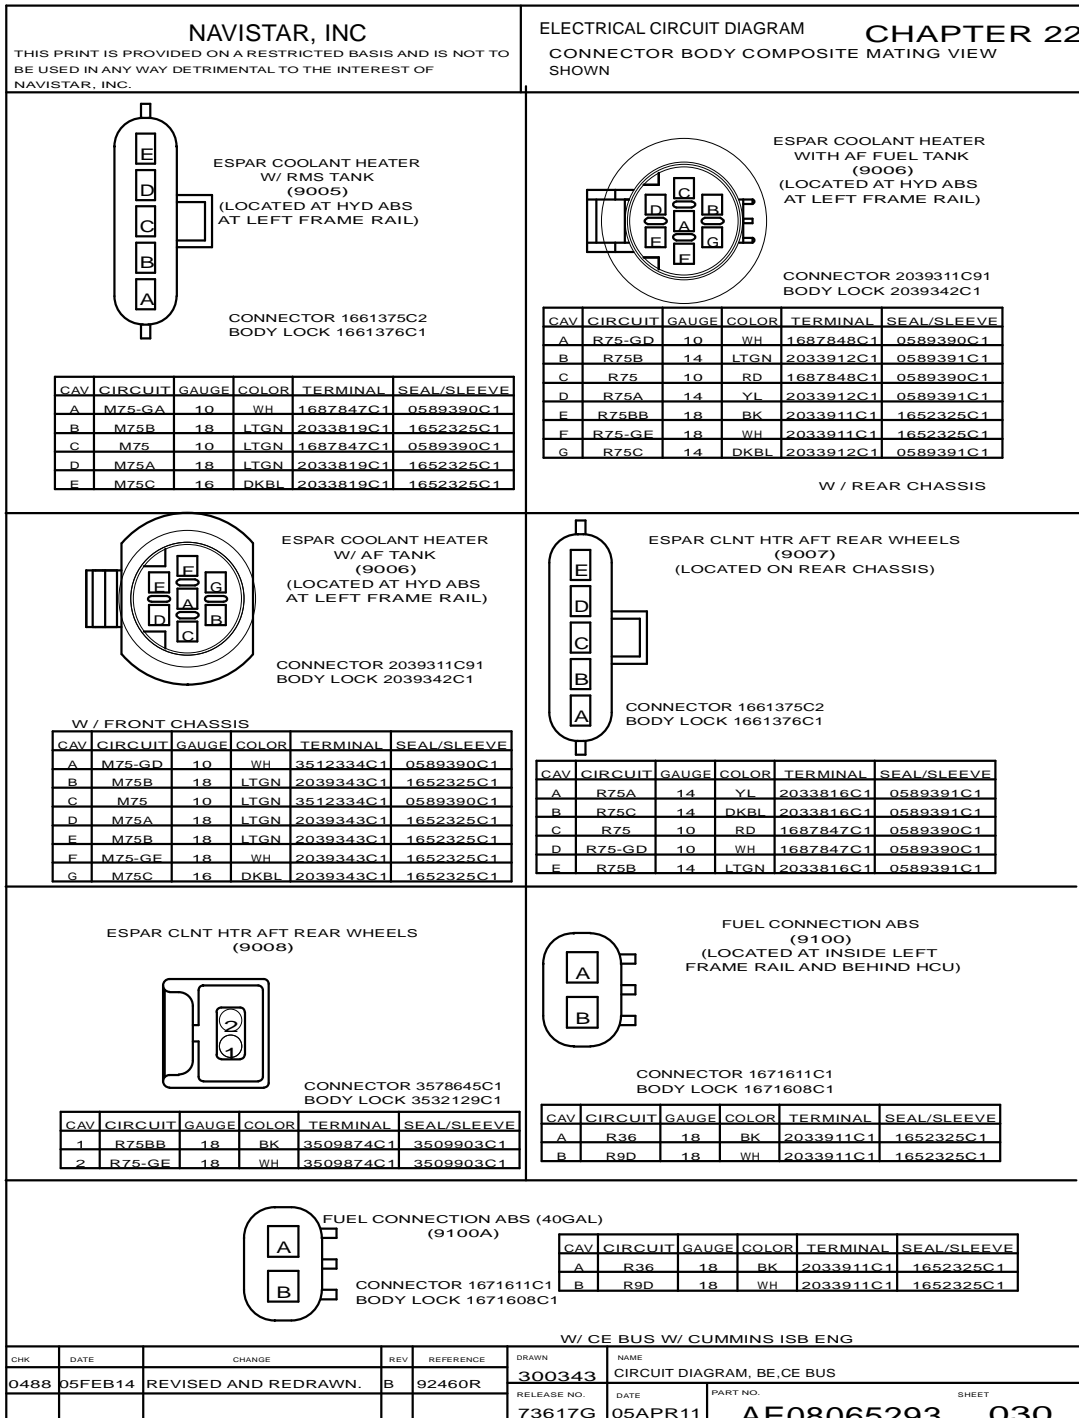 NAVISTAR, INC
THIS PRINT IS PROVIDED ON A RESTRICTED BASIS AND IS NOT TO
BE USED IN ANY WAY DETRIMENTAL TO THE INTEREST OF
NAVISTAR, INC.
ELECTRICAL CIRCUIT DIAGRAM CHAPTER 22
CONNECTOR BODY COMPOSITE MATING VIEW
SHOWN
E
D
C
B
A
ESPAR COOLANT HEATER
W/ RMS TANK
(9005)
(LOCATED AT HYD ABS
AT LEFT FRAME RAIL)
CONNECTOR 1661375C2
BODY LOCK 1661376C1
CAV CIRCUIT GAUGE COLOR TERMINAL SEAL/SLEEVE
A M75-GA 10 WH 1687847C1 0589390C1
B M75B 18 LTGN 2033819C1 1652325C1
C M75 10 LTGN 1687847C1 0589390C1
D M75A 18 LTGN 2033819C1 1652325C1
E M75C 16 DKBL 2033819C1 1652325C1
C
D B
A
E G
F
ESPAR COOLANT HEATER
WITH AF FUEL TANK
(9006)
(LOCATED AT HYD ABS
AT LEFT FRAME RAIL)
CONNECTOR 2039311C91
BODY LOCK 2039342C1
CAV CIRCUIT GAUGE COLOR TERMINAL SEAL/SLEEVE
A R75-GD 10 WH 1687848C1 0589390C1
B R75B 14 LTGN 2033912C1 0589391C1
C R75 10 RD 1687848C1 0589390C1
D R75A 14 YL 2033912C1 0589391C1
E R75BB 18 BK 2033911C1 1652325C1
F R75-GE 18 WH 2033911C1 1652325C1
G R75C 14 DKBL 2033912C1 0589391C1
W / REAR CHASSIS
F
E G
A
D B
C
ESPAR COOLANT HEATER
W/ AF TANK
(9006)
(LOCATED AT HYD ABS
AT LEFT FRAME RAIL)
CONNECTOR 2039311C91
BODY LOCK 2039342C1
W / FRONT CHASSIS
CAV CIRCUIT GAUGE COLOR TERMINAL SEAL/SLEEVE
A M75-GD 10 WH 3512334C1 0589390C1
B M75B 18 LTGN 2039343C1 1652325C1
C M75 10 LTGN 3512334C1 0589390C1
D M75A 18 LTGN 2039343C1 1652325C1
E M75B 18 LTGN 2039343C1 1652325C1
F M75-GE 18 WH 2039343C1 1652325C1
G M75C 16 DKBL 2039343C1 1652325C1
E
D
C
B
A
ESPAR CLNT HTR AFT REAR WHEELS
(9007)
(LOCATED ON REAR CHASSIS)
CONNECTOR 1661375C2
BODY LOCK 1661376C1
CAV CIRCUIT GAUGE COLOR TERMINAL SEAL/SLEEVE
A R75A 14 YL 2033816C1 0589391C1
B R75C 14 DKBL 2033816C1 0589391C1
C R75 10 RD 1687847C1 0589390C1
D R75-GD 10 WH 1687847C1 0589390C1
E R75B 14 LTGN 2033816C1 0589391C1
ESPAR CLNT HTR AFT REAR WHEELS
(9008)
2
1
CONNECTOR 3578645C1
BODY LOCK 3532129C1
CAV CIRCUIT GAUGE COLOR TERMINAL SEAL/SLEEVE
1 R75BB 18 BK 3509874C1 3509903C1
2 R75-GE 18 WH 3509874C1 3509903C1
FUEL CONNECTION ABS
(9100)
(LOCATED AT INSIDE LEFT
FRAME RAIL AND BEHIND HCU)
A
B
CONNECTOR 1671611C1
BODY LOCK 1671608C1
CAV CIRCUIT GAUGE COLOR TERMINAL SEAL/SLEEVE
A R36 18 BK 2033911C1 1652325C1
B R9D 18 WH 2033911C1 1652325C1
FUEL CONNECTION ABS (40GAL)
(9100A)
A
B
CONNECTOR 1671611C1
BODY LOCK 1671608C1
CAV CIRCUIT GAUGE COLOR TERMINAL SEAL/SLEEVE
A R36 18 BK 2033911C1 1652325C1
B R9D 18 WH 2033911C1 1652325C1
W/ CE BUS W/ CUMMINS ISB ENG
CHK DATE CHANGE REV REFERENCE
0488 05FEB14 REVISED AND REDRAWN. B 92460R
DRAWN NAME
300343 CIRCUIT DIAGRAM, BE,CE BUS
RELEASE NO. DATE PART NO. SHEET
73617G 05APR11 AE08065293 030